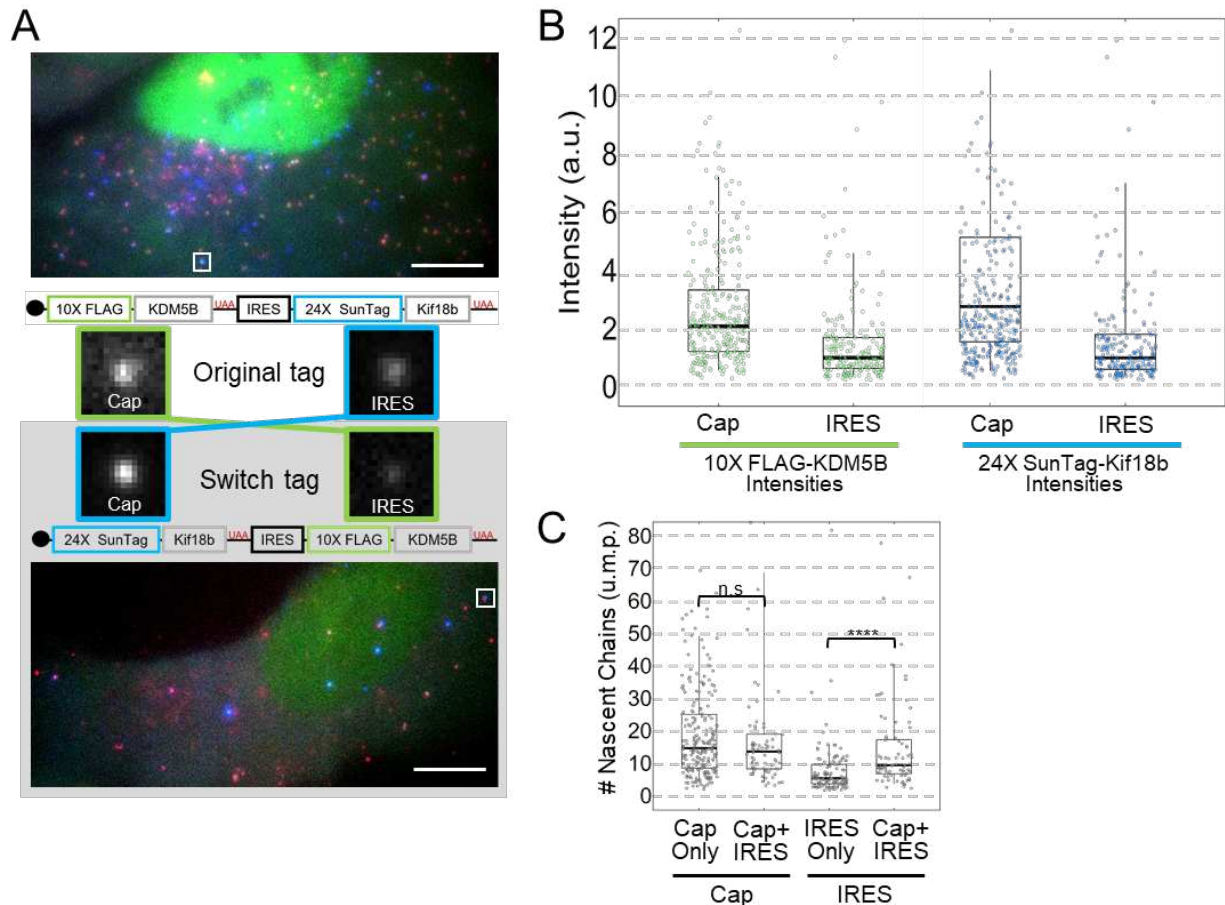 A
10X FLAG KDM5B UAA IRES 24X SunTag Kif18b UAA
Cap
Original tag
IRES
Cap
Switch tag
IRES
24X SunTag Kif18b UAA IRES 10X FLAG KDM5B UAA
B
Intensity (a.u.)
12
10
8
6
4
2
0
Cap IRES Cap IRES
10X FLAG-KDM5B
Intensities
24X SunTag-Kif18b
Intensities
C
# Nascent Chains (u.m.p.)
80
70
60
50
40
30
20
10
0
n.s
****
Cap
Only
Cap+
IRES
IRES
Only
Cap+
IRES
Cap
IRES